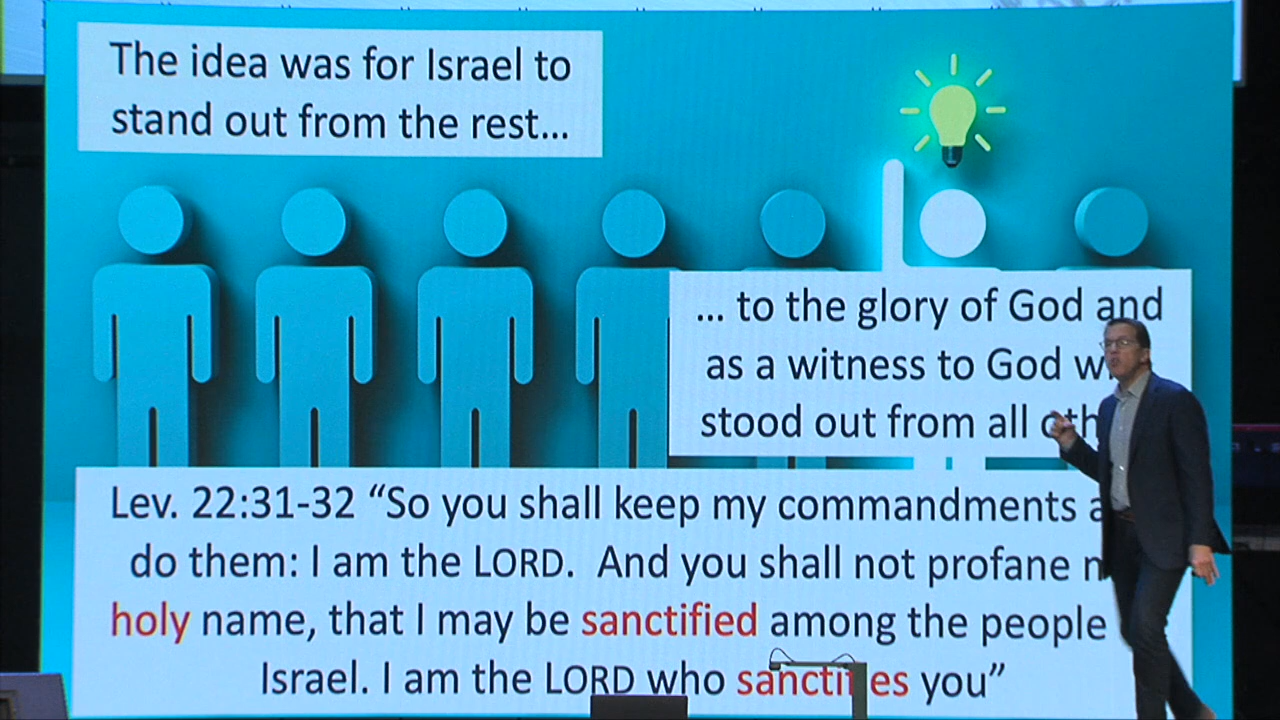 The idea was for Israel to
stand out from the rest...
... to the glory of God and
as a witness to God
stood out from all
Lev. 22:31-32 “So you shall keep my commandments
do them: I am the LORD. And you shall not profane
holy name, that I may be sanctified among the people
Israel. I am the LORD who sanctifies you”